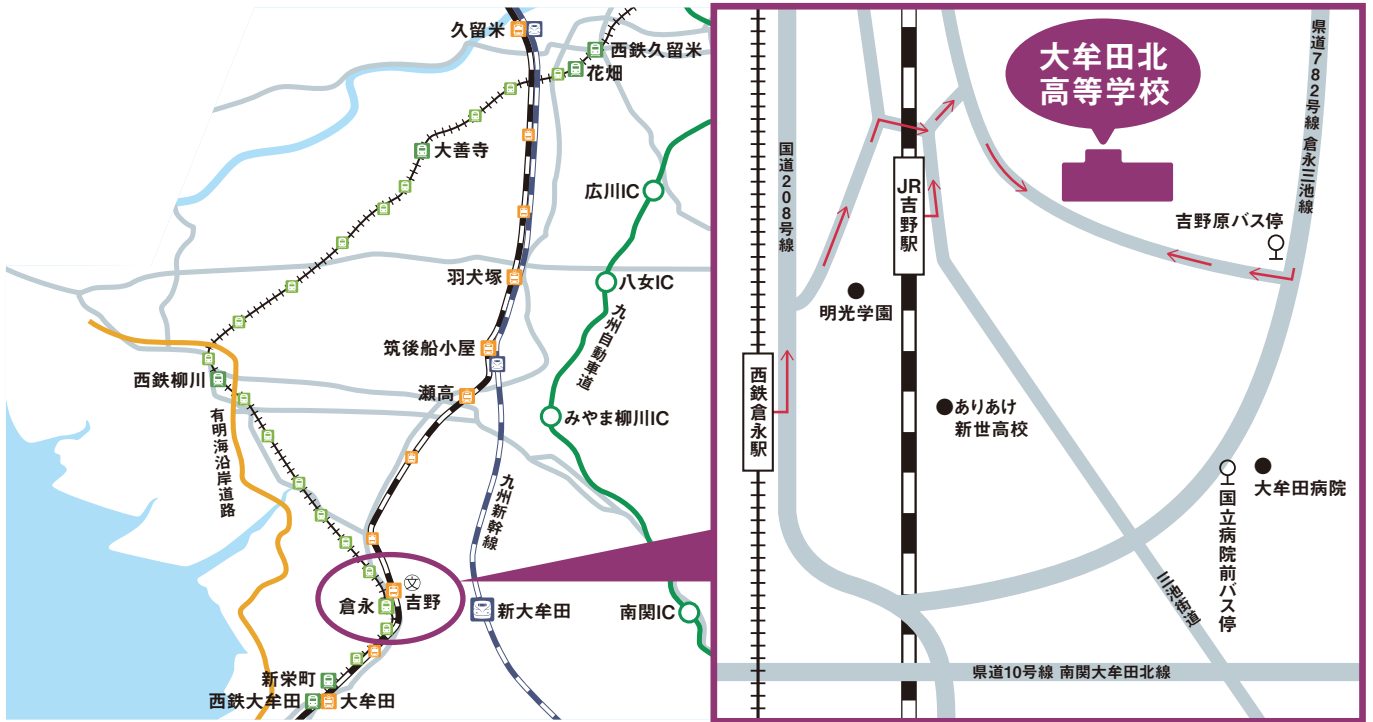 久留米
西鉄久留米
花畑
大善寺
広川IC
羽犬塚
八女IC
九州自動車道
筑後船小屋
西鉄柳川
瀬高
みやま柳川IC
有明海沿岸道路
九州新幹線
文
吉野
倉永
新大牟田
南関IC
新栄町
西鉄大牟田
大牟田
大牟田北
高等学校
県道782号線 倉永三池線
国道208号線
JR吉野駅
吉野原バス停
明光学園
西鉄倉永駅
ありあけ
新世高校
大牟田病院
国立病院前バス停
三池街道
県道10号線 南関大牟田北線